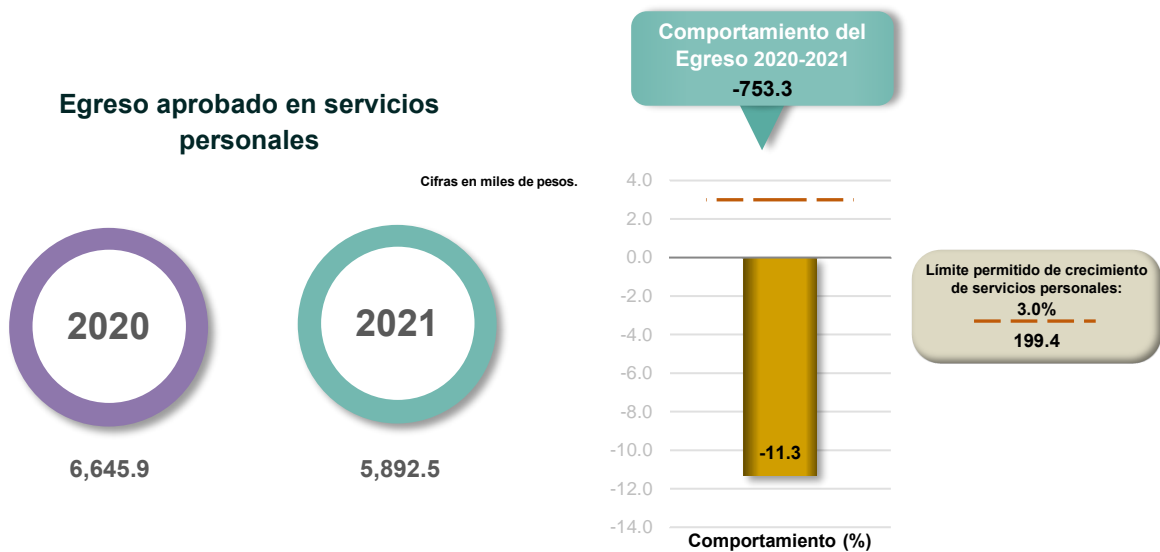 Egreso aprobado en servicios
personales
Cifras en miles de pesos.
2020
2021
6,645.9
5,892.5
Comportamiento del
Egreso 2020-2021
-753.3
4.0
2.0
0.0
-2.0
-4.0
-6.0
-8.0
-10.0
-12.0
-14.0
-11.3
Comportamiento (%)
Límite permitido de crecimiento
de servicios personales:
3.0%
199.4